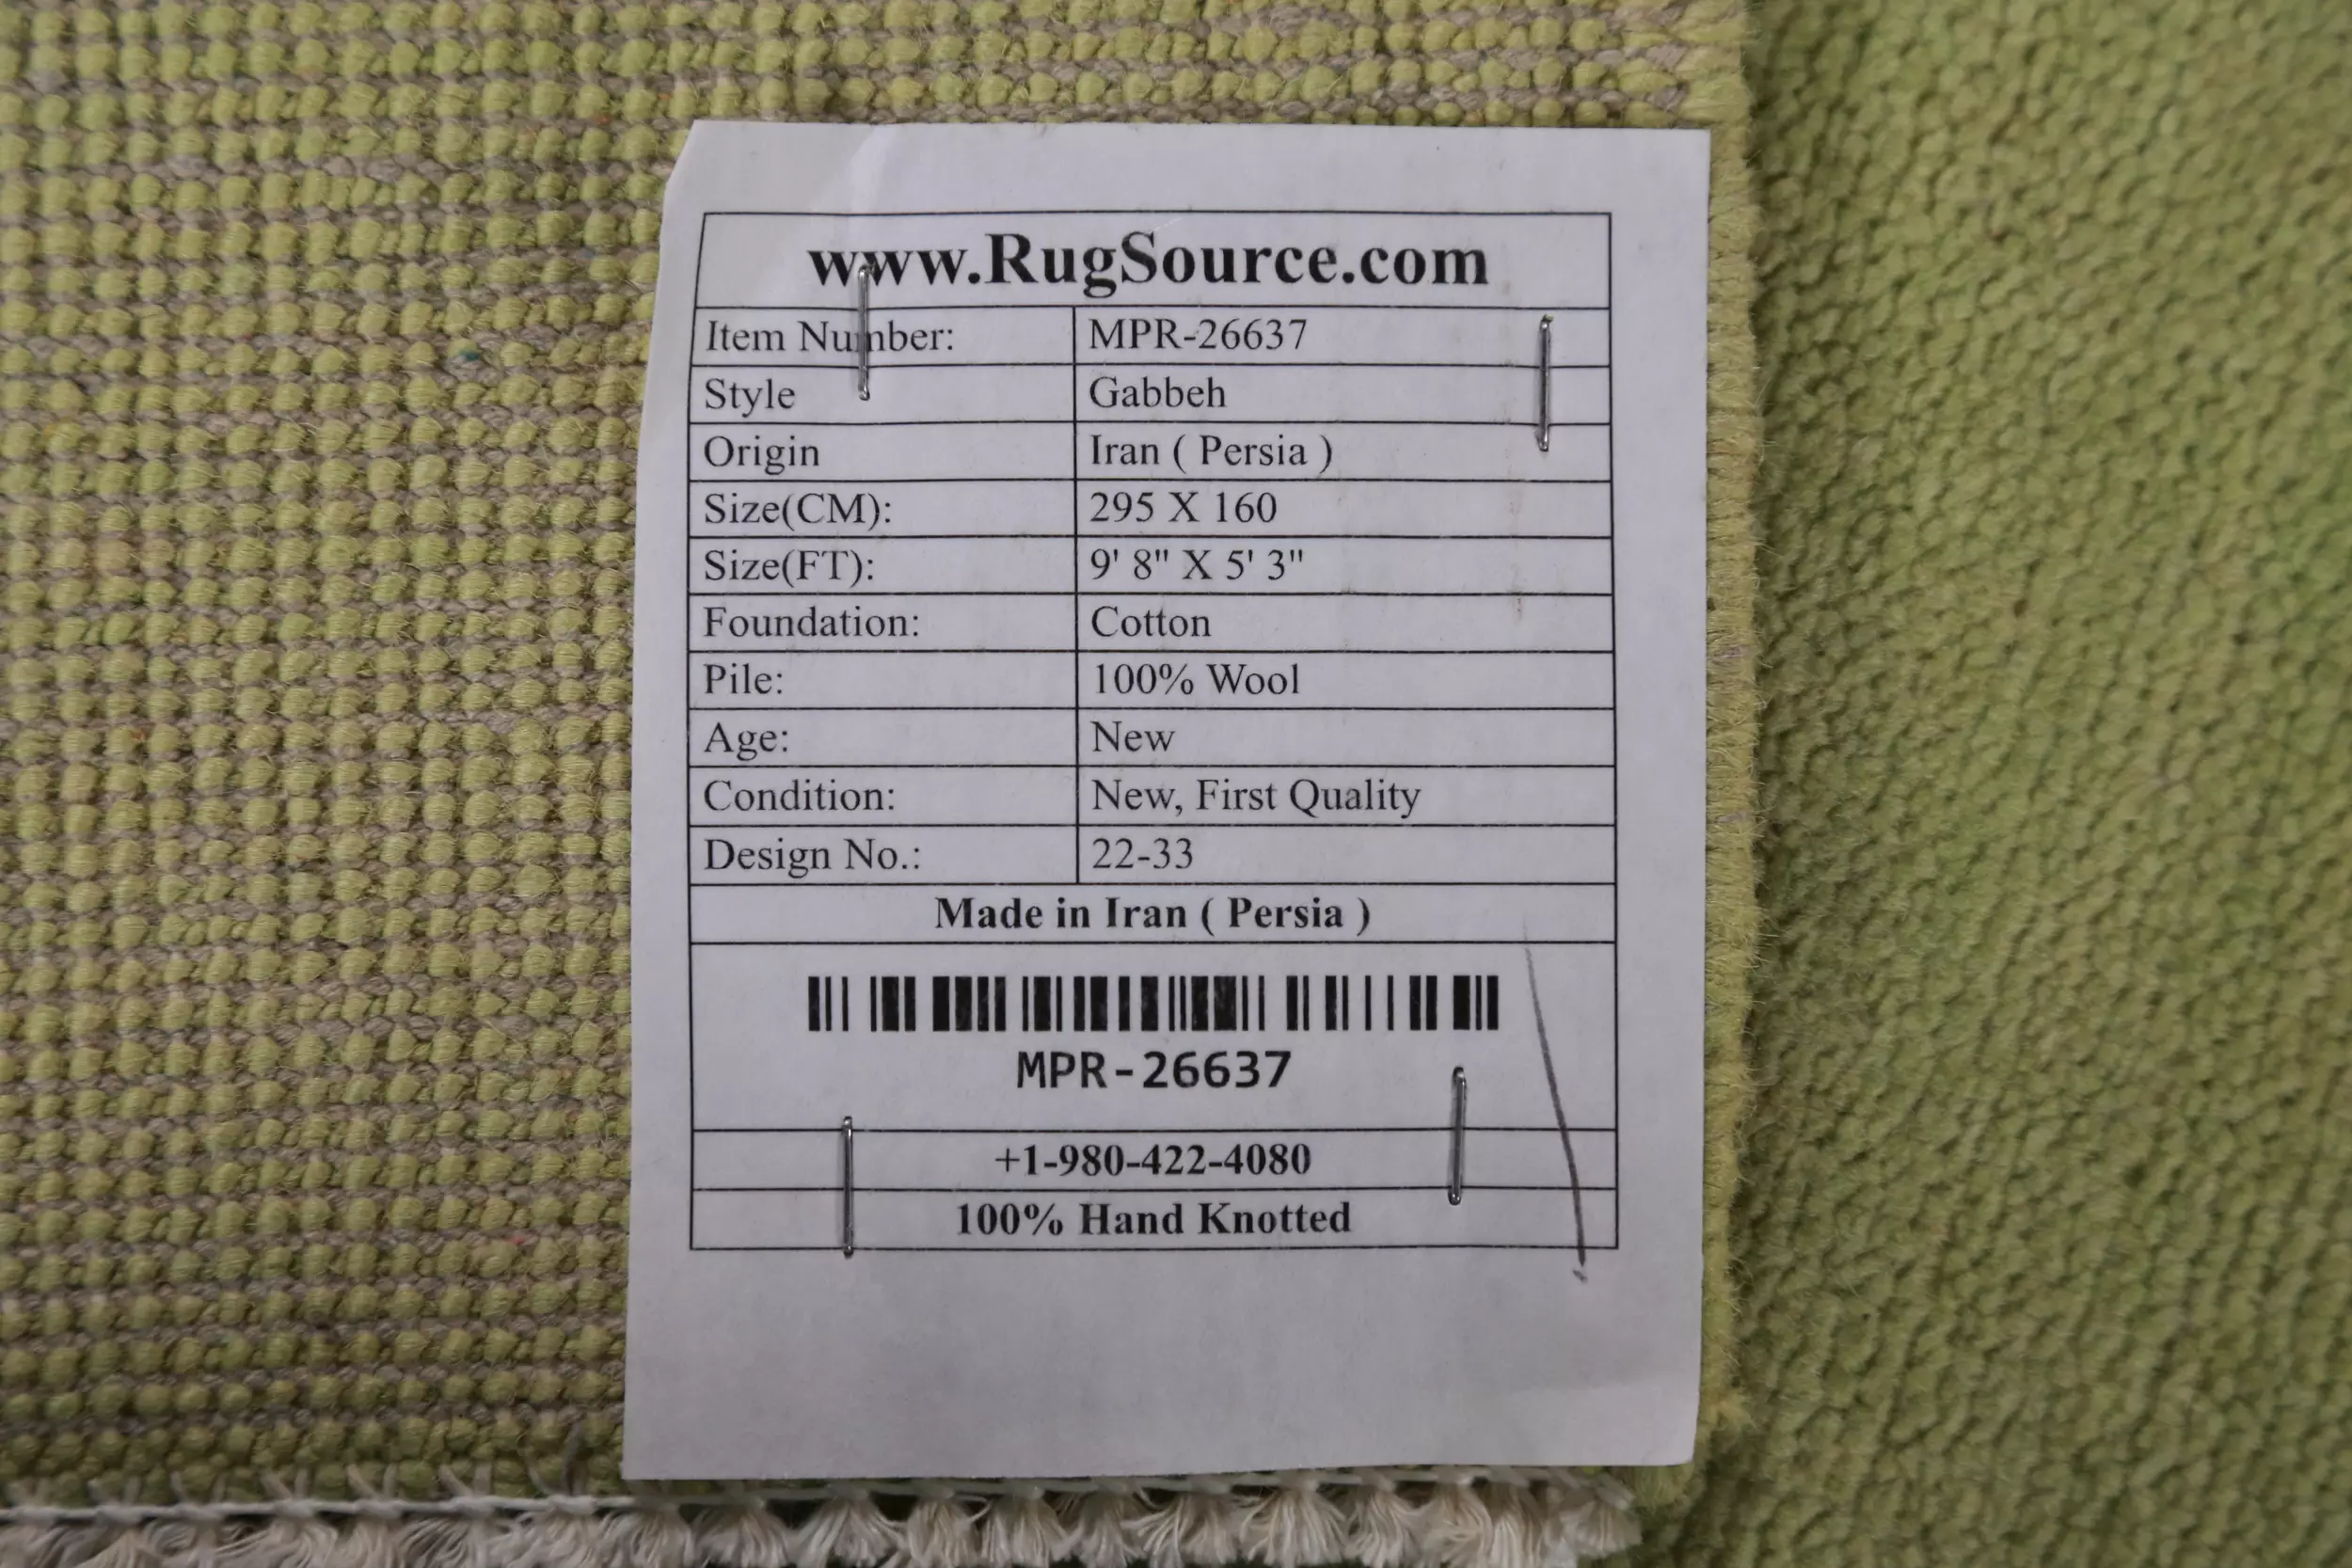 www.RugSource.com
Item Number: MPR-26637
Style Gabbeh
Origin Iran ( Persia )
Size(CM): 295 X 160
Size(FT): 9' 8" X 5' 3"
Foundation: Cotton
Pile: 100% Wool
Age: New
Condition: New, First Quality
Design No.: 22-33
Made in Iran ( Persia )
MPR-26637
+1-980-422-4080
100% Hand Knotted